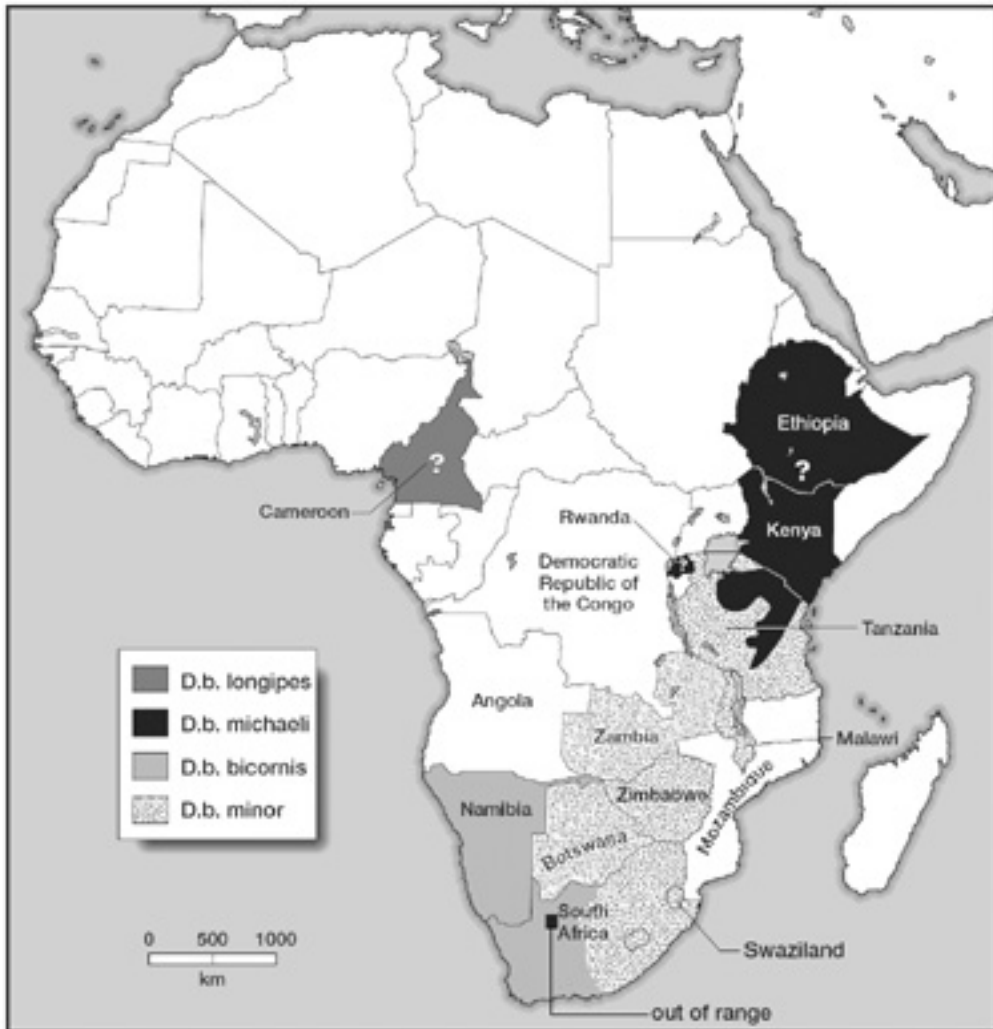 Ethiopia
?
?
Cameroon
Rwanda
Kenya
?
Democratic
Republic of
the Congo
Tanzania
D.b. longipes
D.b. michaeli
D.b. bicornis
D.b. minor
Angola
Zambia
Malawi
Mozambidue
Namibia
Zimbabwe
Botswana
South
Africa
Swaziland
0 500 1000
km
out of range